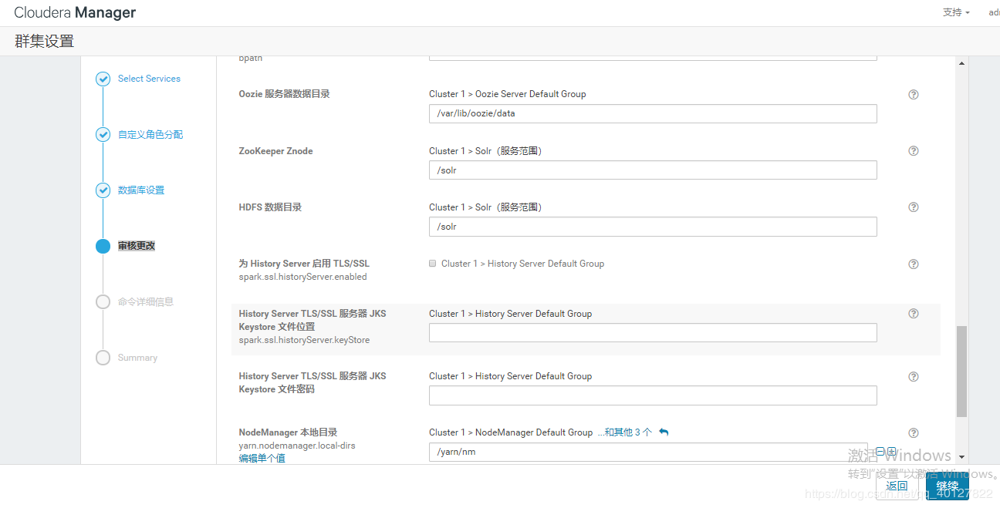 Cloudera Manager
支持
adi
群集设置
Select Services
自定义角色分配
数据库设置
审核更改
命令详细信息
Summary
bpath
Oozie 服务器数据目录
Cluster 1 > Oozie Server Default Group
/var/lib/oozie/data
ZooKeeper Znode
Cluster 1 > Solr（服务范围）
/solr
HDFS 数据目录
Cluster 1 > Solr（服务范围）
/solr
为 History Server 启用 TLS/SSL
spark.ssl.historyServer.enabled
Cluster 1 > History Server Default Group
History Server TLS/SSL 服务器 JKS
Keystore 文件位置
spark.ssl.historyServer.keyStore
Cluster 1 > History Server Default Group
History Server TLS/SSL 服务器 JKS
Keystore 文件密码
Cluster 1 > History Server Default Group
NodeManager 本地目录
yarn.nodemanager.local-dirs
编辑单个值
Cluster 1 > NodeManager Default Group ...和其他 3 个
/yarn/nm
激活 Windows
转到"设置"以激活 Windows。
返回
继续
https://blog.csdn.net/qq_40127822